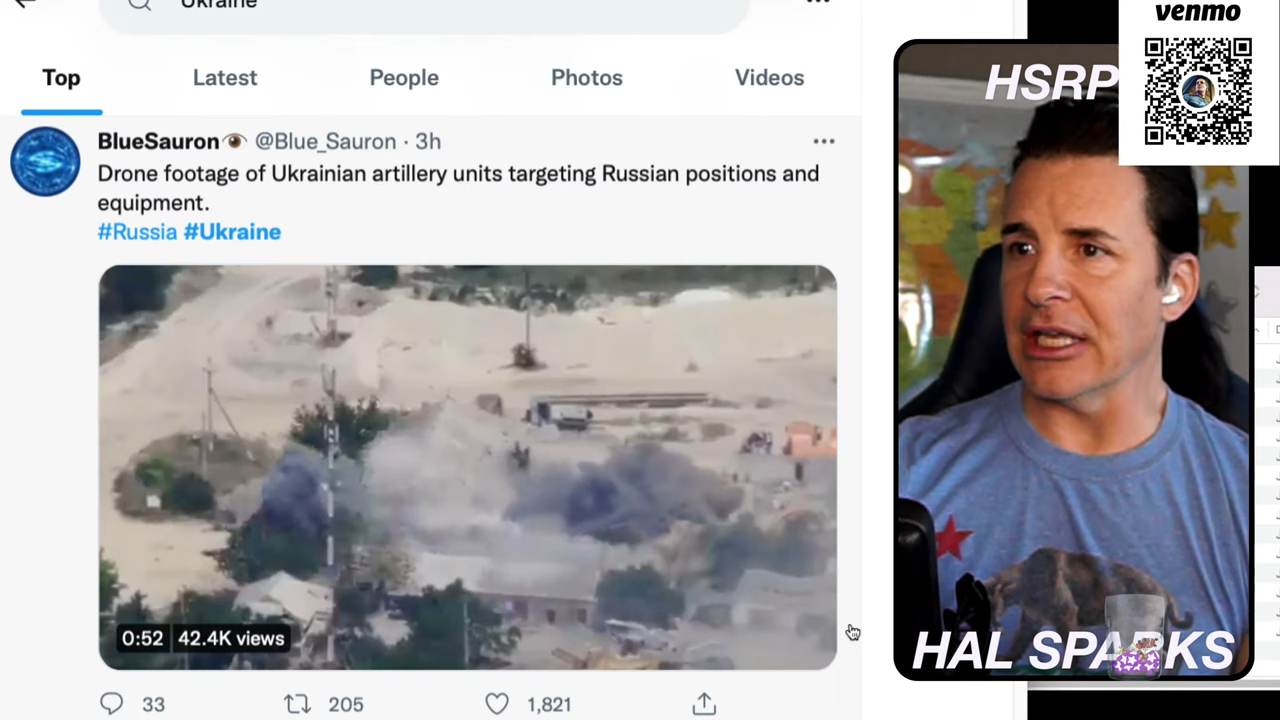 Ukraine
Top
Latest
People
Photos
Videos
BlueSauron @Blue_Sauron · 3h
Drone footage of Ukrainian artillery units targeting Russian positions and
equipment.
#Russia #Ukraine
0:52
42.4K views
33
205
1,821
venmo
HSRP
HAL SPARKS